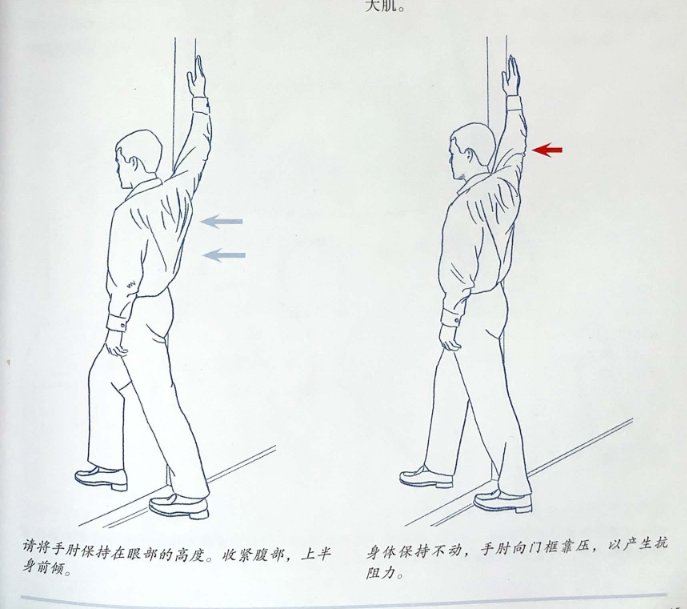 大肌。
请将手肘保持在眼部的高度。收紧腹部，上半
身前倾。
身体保持不动，手肘向门框靠压，以产生抗
阻力。